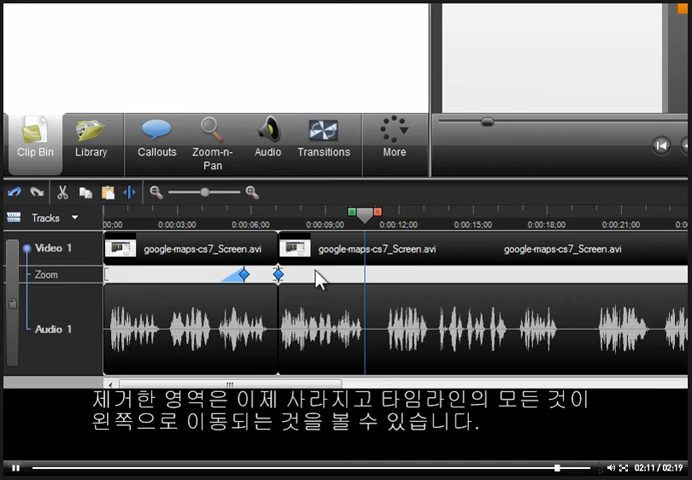 Clip Bin
Library
Callouts
Zoom-n-
Pan
Audio
Transitions
More
Tracks
00;00
0:00:03;00
0:00:06;00
0:00:09;00
0:00:12;00
0:00:15;00
0:00:18;00
0:00:21;00
Video 1
google-maps-cs7_Screen.avi
google-maps-cs7_Screen.avi
google-maps-cs7_Screen.avi
Zoom
Audio 1
제거한 영역은 이제 사라지고 타임라인의 모든 것이
왼쪽으로 이동되는 것을 볼 수 있습니다.
02:11 / 02:19